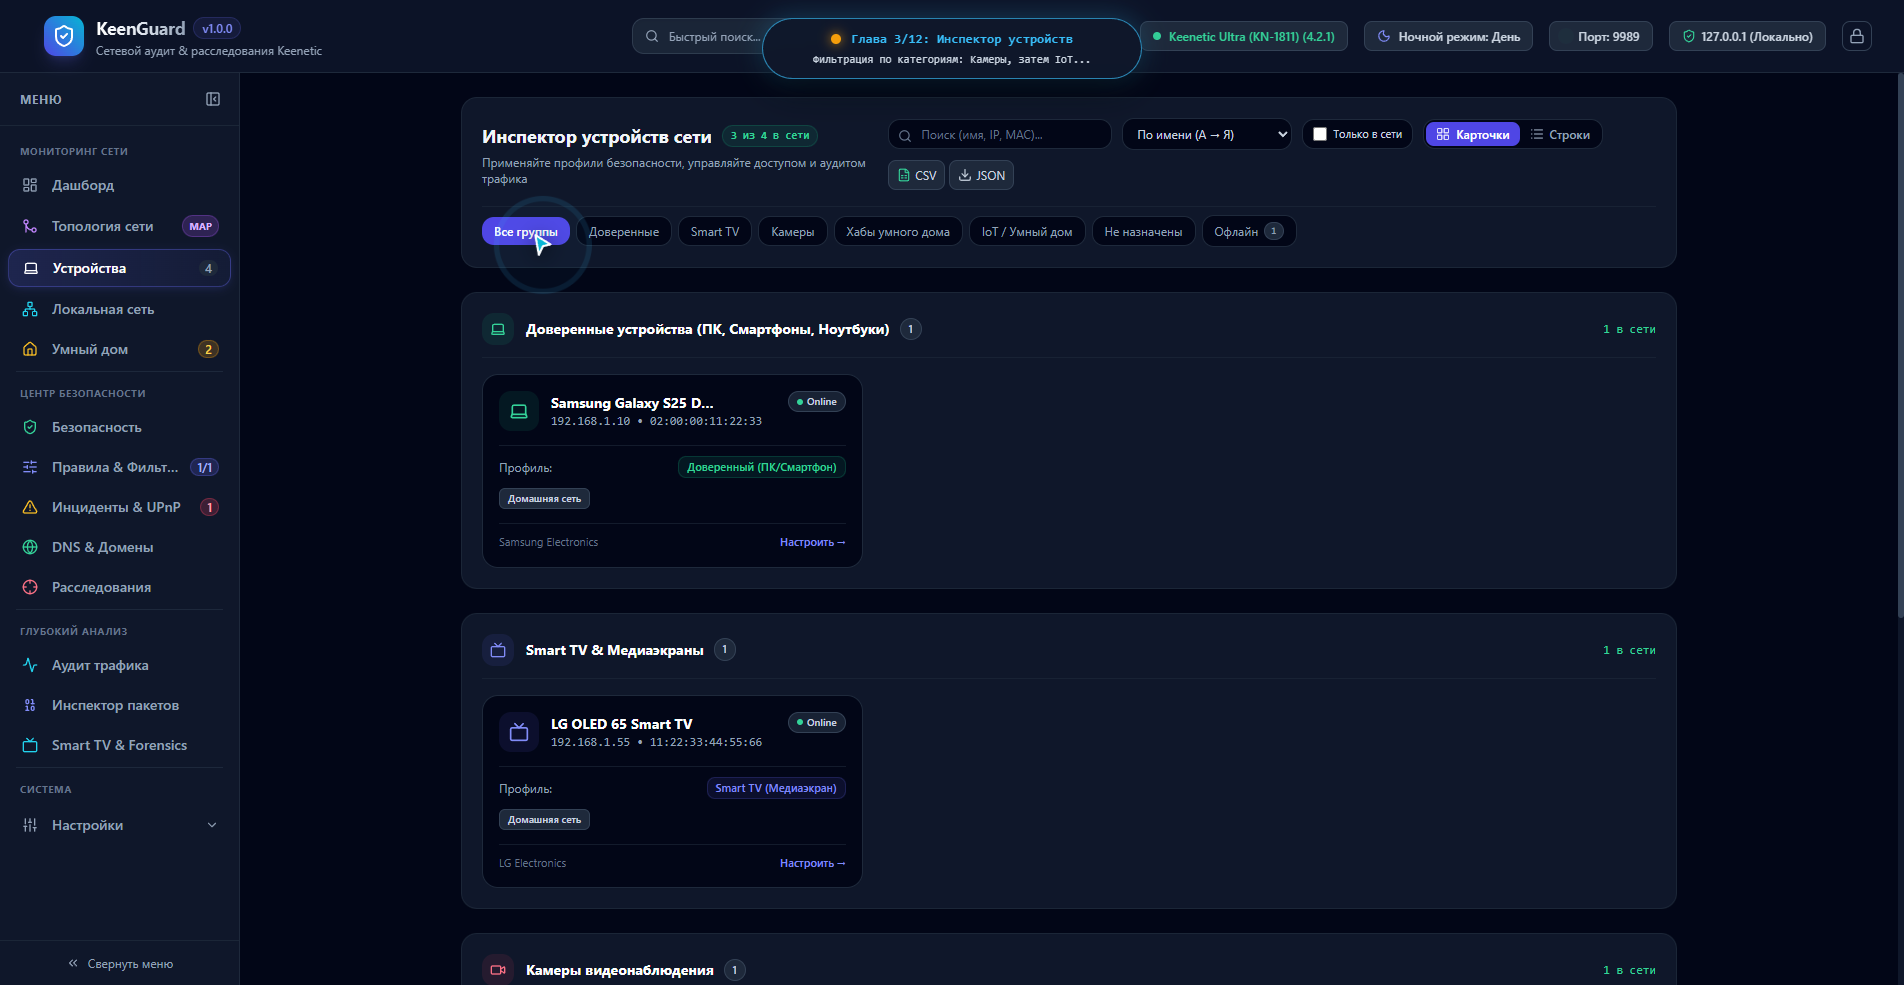 KeenGuard v1.0.0
Сетевой аудит & расследования Keenetic
Быстрый поиск...
Глава 3/12: Инспектор устройств
Фильтрация по категориям: Камеры, затем IoT...
Keenetic Ultra (KN-1811) (4.2.1)
Ночной режим: День
Порт: 9989
127.0.0.1 (Локально)
МЕНЮ
МОНИТОРИНГ СЕТИ
Дашборд
Топология сети MAP
Устройства 4
Локальная сеть
Умный дом 2
ЦЕНТР БЕЗОПАСНОСТИ
Безопасность
Правила & Фильт... 1/1
Инциденты & UPnP 1
DNS & Домены
Расследования
ГЛУБОКИЙ АНАЛИЗ
Аудит трафика
Инспектор пакетов
Smart TV & Forensics
СИСТЕМА
Настройки
Свернуть меню
Инспектор устройств сети 3 из 4 в сети
Применяйте профили безопасности, управляйте доступом и аудитом
трафика
Поиск (имя, IP, MAC)...
По имени (А → Я)
Только в сети
Карточки
Строки
CSV
JSON
Все группы
Доверенные
Smart TV
Камеры
Хабы умного дома
IoT / Умный дом
Не назначены
Офлайн 1
Доверенные устройства (ПК, Смартфоны, Ноутбуки) 1
1 в сети
Samsung Galaxy S25 D...
Online
192.168.1.10 • 02:00:00:11:22:33
Профиль:
Доверенный (ПК/Смартфон)
Домашняя сеть
Samsung Electronics
Настроить →
Smart TV & Медиаэкраны 1
1 в сети
LG OLED 65 Smart TV
Online
192.168.1.55 • 11:22:33:44:55:66
Профиль:
Smart TV (Медиаэкран)
Домашняя сеть
LG Electronics
Настроить →
Камеры видеонаблюдения 1
1 в сети